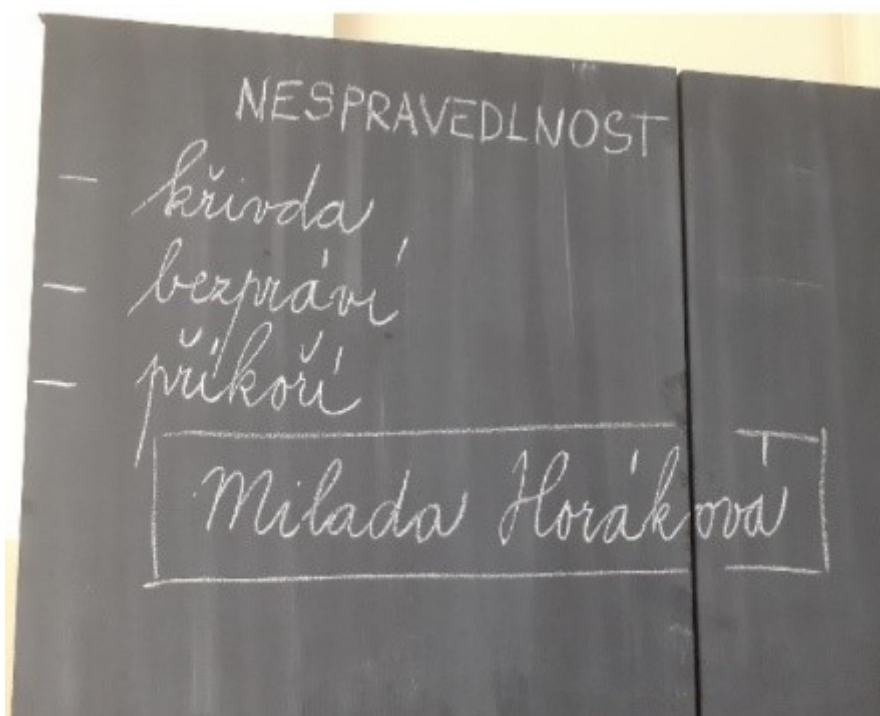 NESPRAVEDLNOST
- křivda
- bezpráví
- příkoří
Milada Horáková